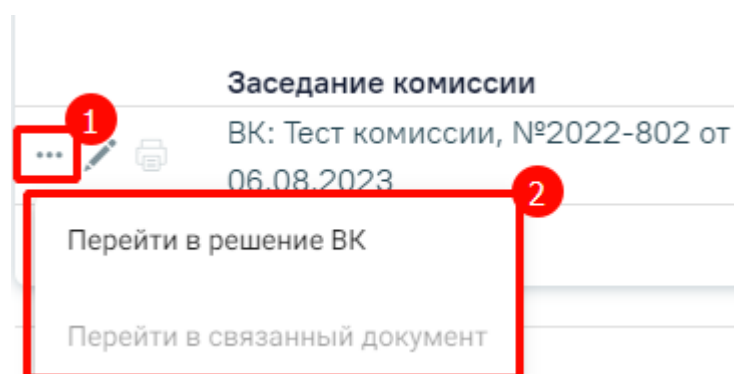 Заседание комиссии
1
ВК: Тест комиссии, №2022-802 от
06.08.2023
2
Перейти в решение ВК
Перейти в связанный документ